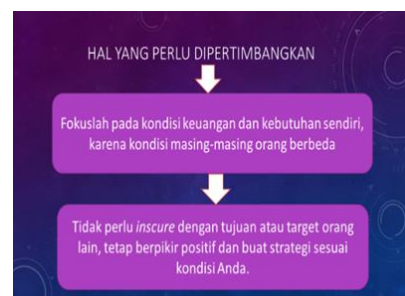 HAL YANG PERLU DIPERTIMBANGKAN
Fokuslah pada kondisi keuangan dan kebutuhan sendiri,
karena kondisi masing-masing orang berbeda
Tidak perlu inscure dengan tujuan atau target orang
lain, tetap berpikir positif dan buat strategi sesuai
kondisi Anda.